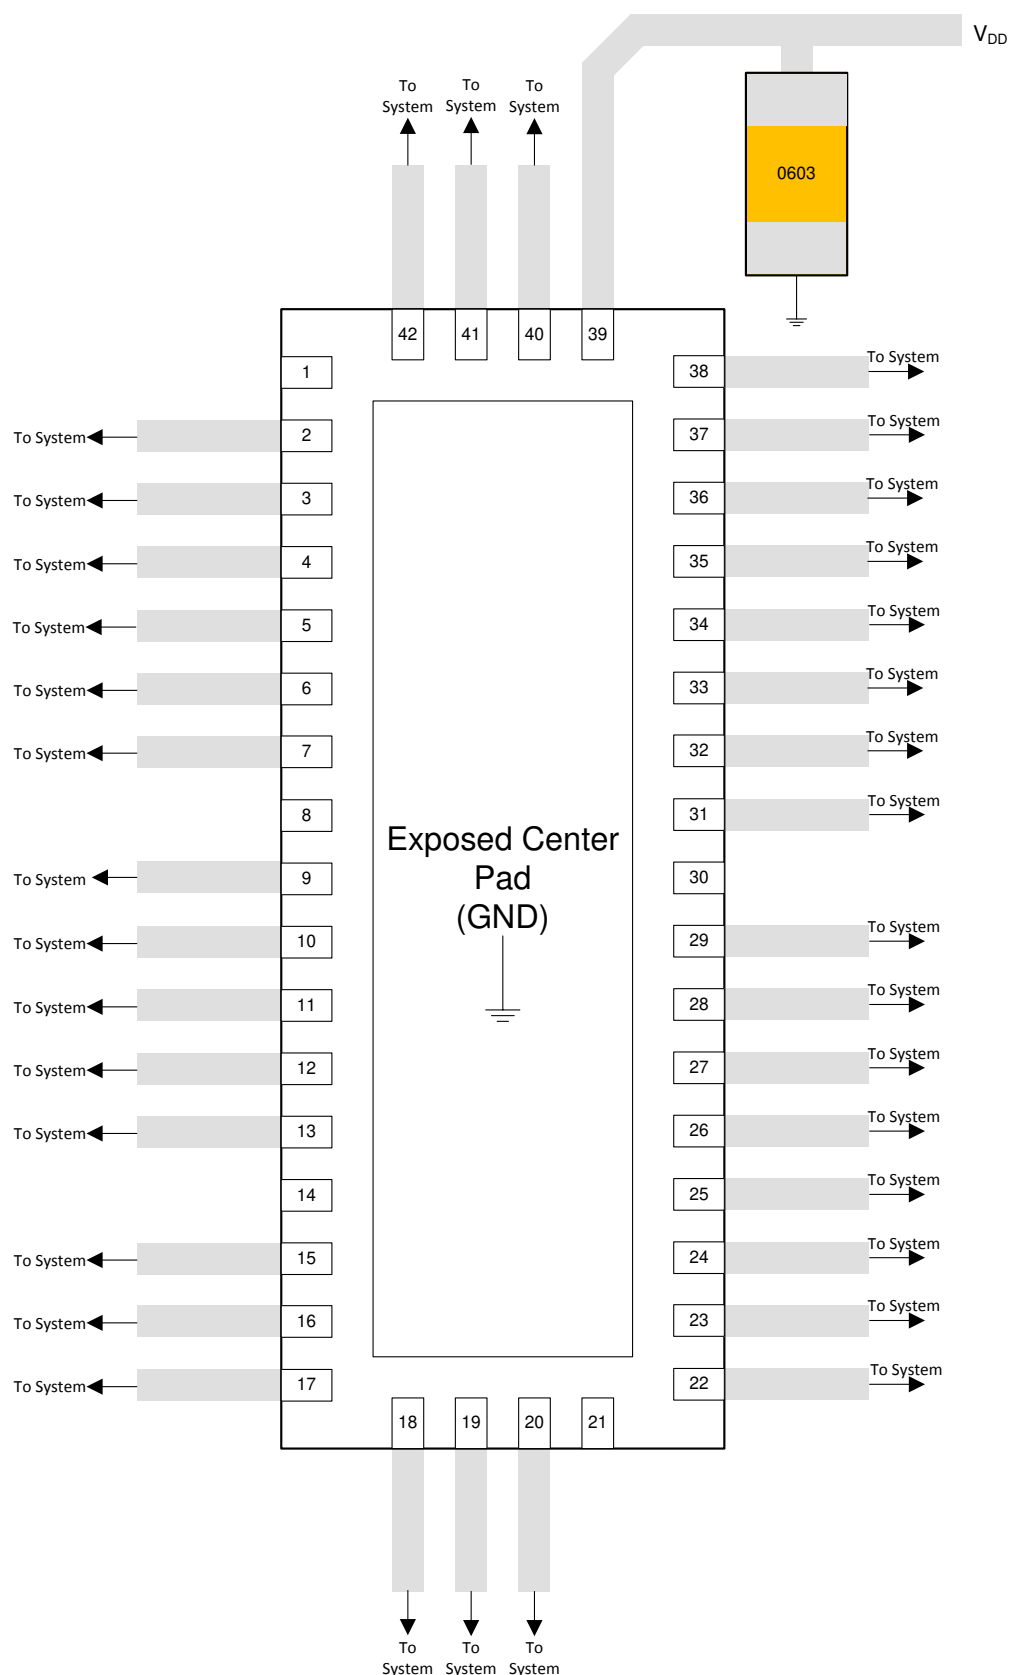 V_DD
To To To
System System System
0603
42 41 40 39
1 38 To System
To System 2 37 To System
To System 3 36 To System
To System 4 35 To System
To System 5 34 To System
To System 6 33 To System
To System 7 32 To System
8 31 To System
Exposed Center
Pad
(GND)
To System 9 30
To System 10 29 To System
To System 11 28 To System
To System 12 27 To System
To System 13 26 To System
14 25 To System
To System 15 24 To System
To System 16 23 To System
To System 17 22 To System
18 19 20 21
To To To
System System System